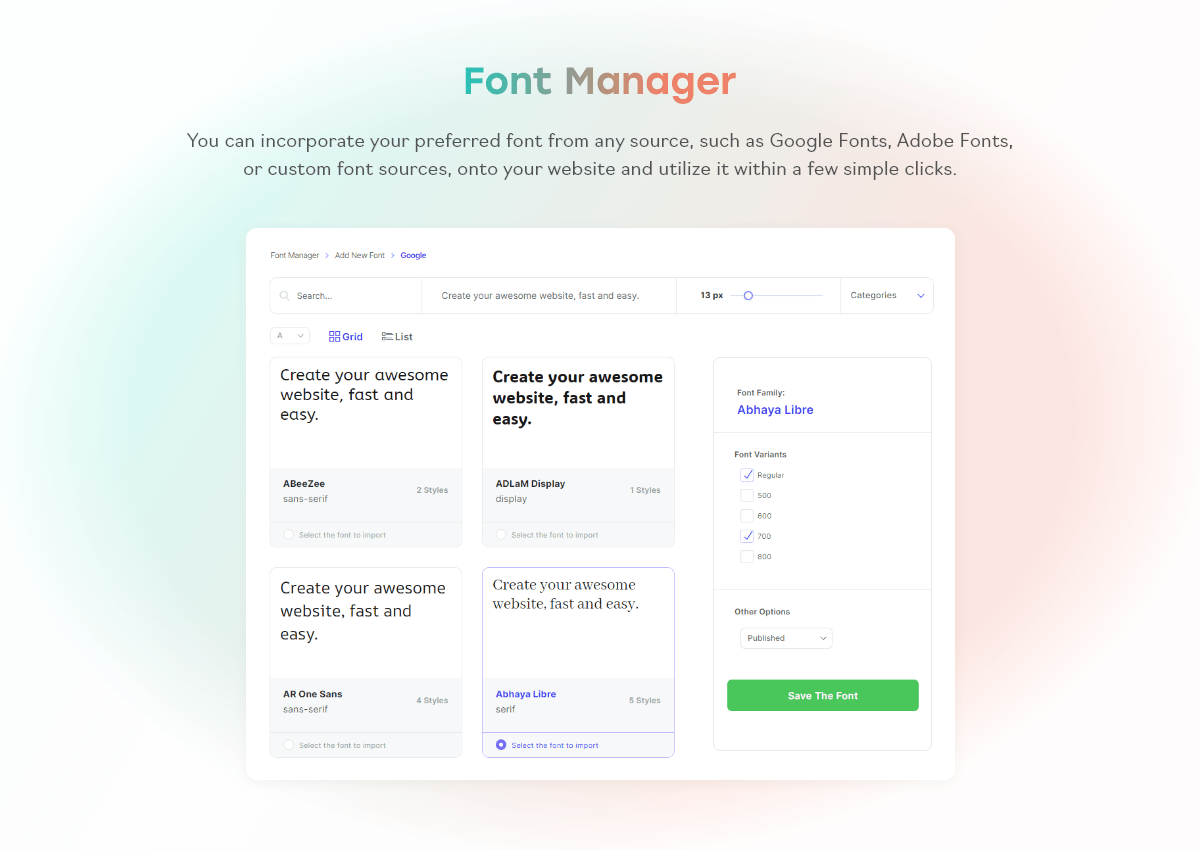 Font Manager
You can incorporate your preferred font from any source, such as Google Fonts, Adobe Fonts,
or custom font sources, onto your website and utilize it within a few simple clicks.
Font Manager > Add New Font > Google
Search... Create your awesome website, fast and easy. 13 px Categories
A Grid List
Create your awesome
website, fast and
easy.
ABeeZee
sans-serif
2 Styles
Select the font to import
Create your awesome
website, fast and
easy.
ADLaM Display
display
1 Styles
Select the font to import
Create your awesome
website, fast and
easy.
AR One Sans
sans-serif
4 Styles
Select the font to import
Create your awesome
website, fast and easy.
Abhaya Libre
serif
5 Styles
Select the font to import
Font Family:
Abhaya Libre
Font Variants
Regular
500
600
700
800
Other Options
Published
Save The Font